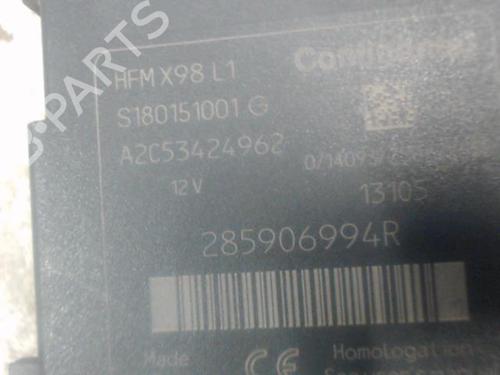 HFM X98 L1
Continental
S180151001 G
A2C53424962
12V
13105
285906994R
Made
CE
Homologation
B-PARTS